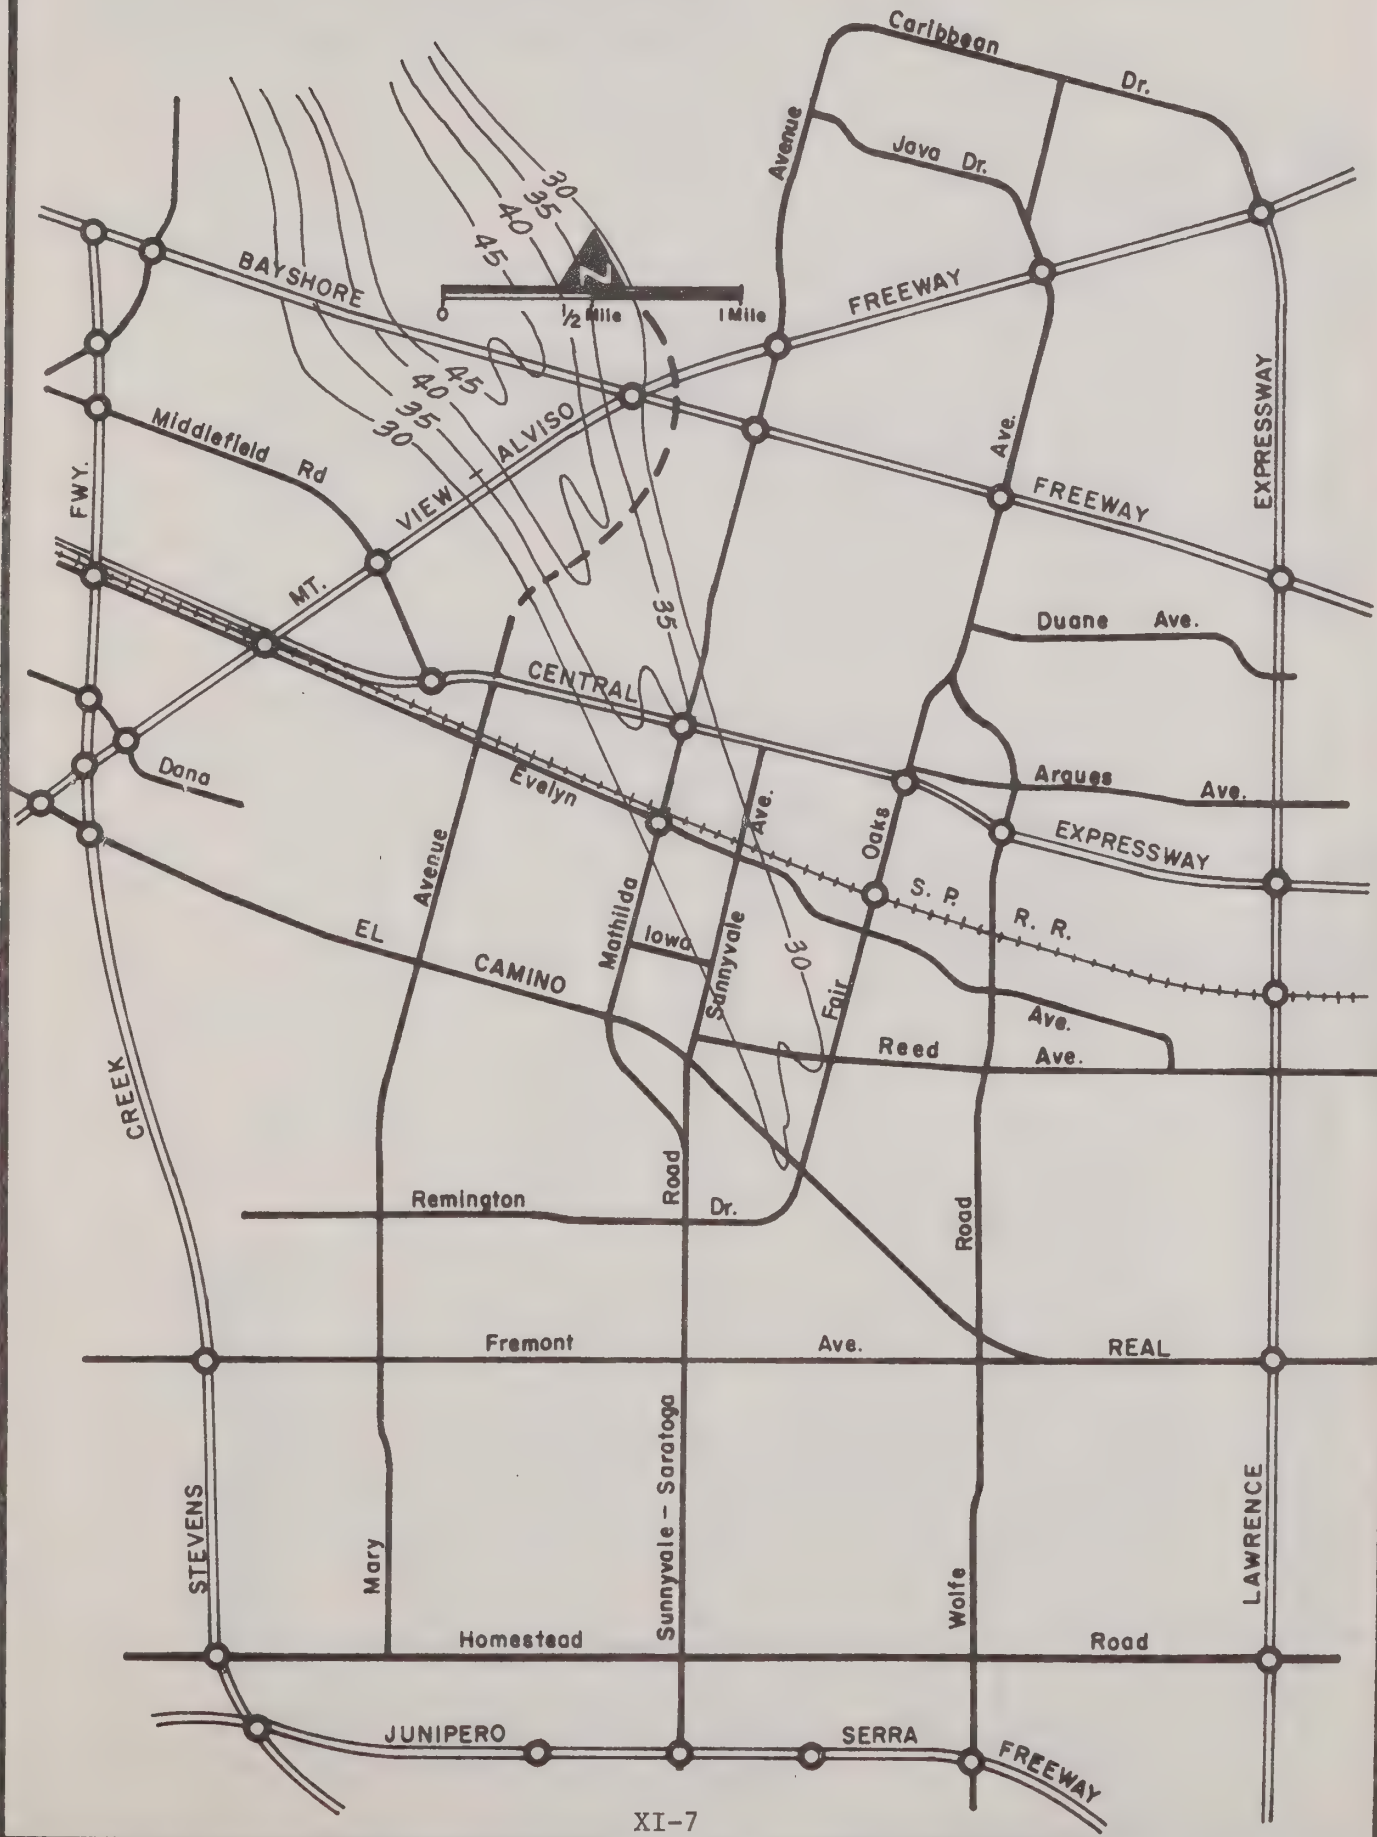 Caribbean
Dr.
Avenue
Java Dr.
30
35
40
45
N
BAYSHORE
FREEWAY
0
1/2 Mile
1 Mile
45
40
35
30
ALVISO
EXPRESSWAY
Middlefield Rd
Ave.
FWY.
VIEW
FREEWAY
MT.
35
Duane Ave.
CENTRAL
Dana
Evelyn
Ave.
Oaks
Arques Ave.
EXPRESSWAY
Avenue
Mathilda
S. P. R. R.
EL
Iowa
Sunnyvale
30
CAMINO
Fair
Ave.
Reed Ave.
CREEK
Road
Remington Dr.
Road
Fremont Ave.
REAL
Sunnyvale - Saratoga
STEVENS
LAWRENCE
Mary
Wolfe
Homestead Road
JUNIPERO SERRA
FREEWAY
XI-7